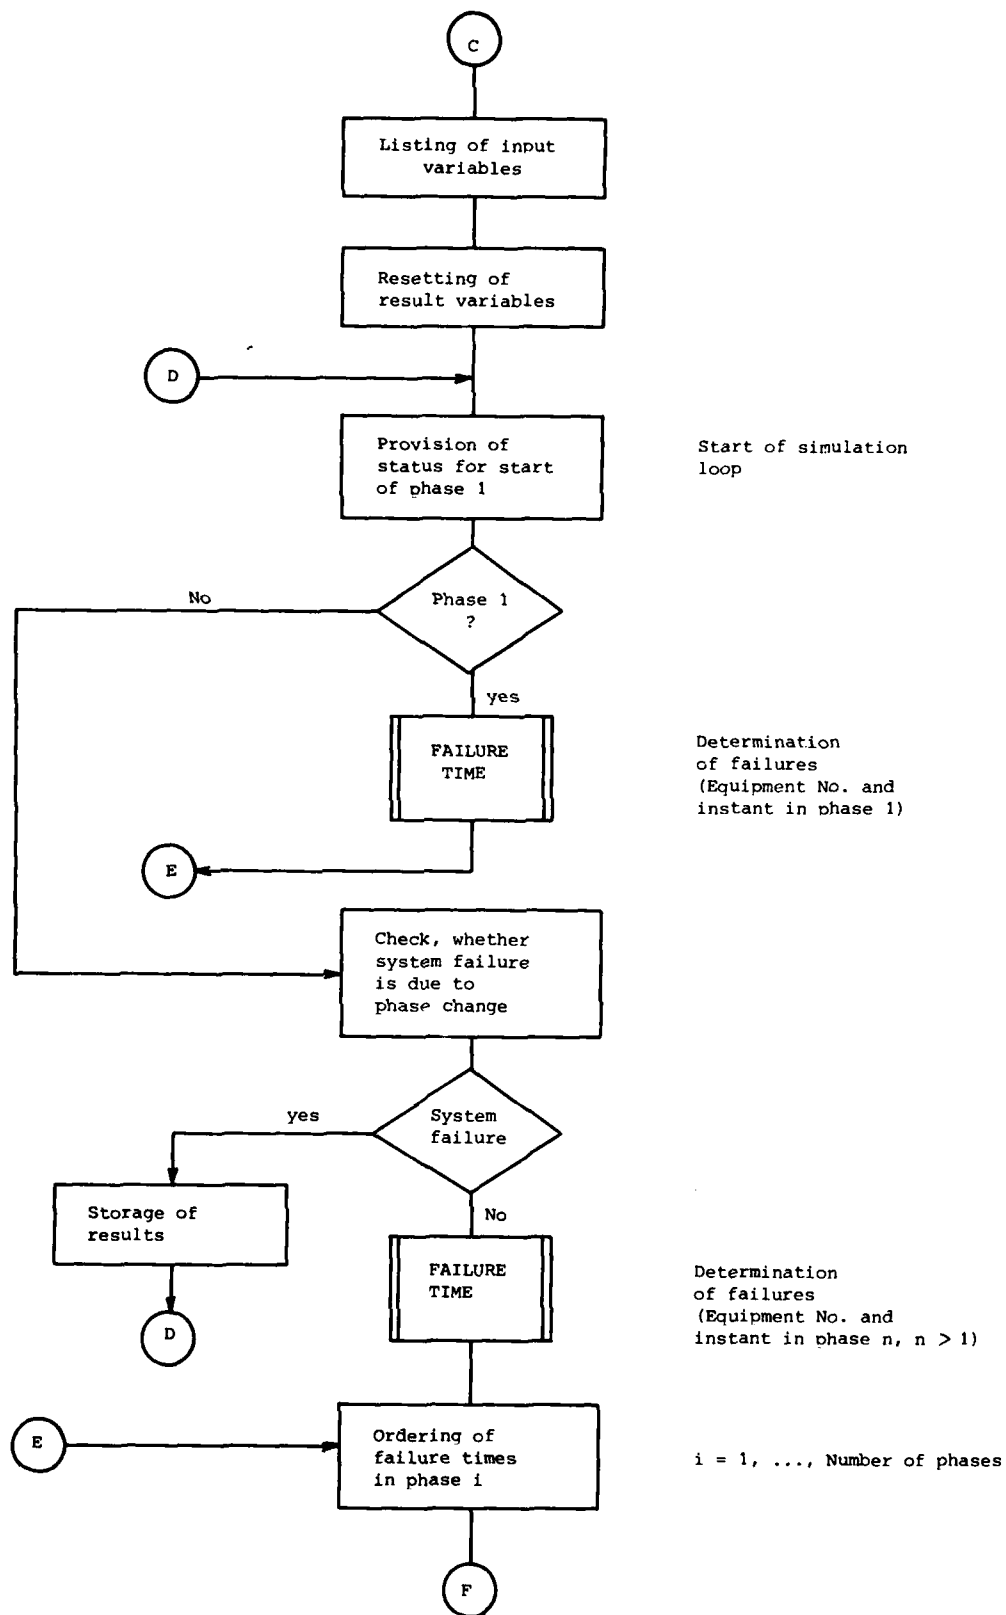 C
Listing of input
variables
Resetting of
result variables
D
Provision of
status for start
of phase 1
Start of simulation
loop
No
Phase 1
?
yes
FAILURE
TIME
Determination
of failures
(Equipment No. and
instant in phase 1)
E
Check, whether
system failure
is due to
phase change
System
failure
yes
Storage of
results
No
D
FAILURE
TIME
Determination
of failures
(Equipment No. and
instant in phase n, n > 1)
E
Ordering of
failure times
in phase i
i = 1, ..., Number of phases
F